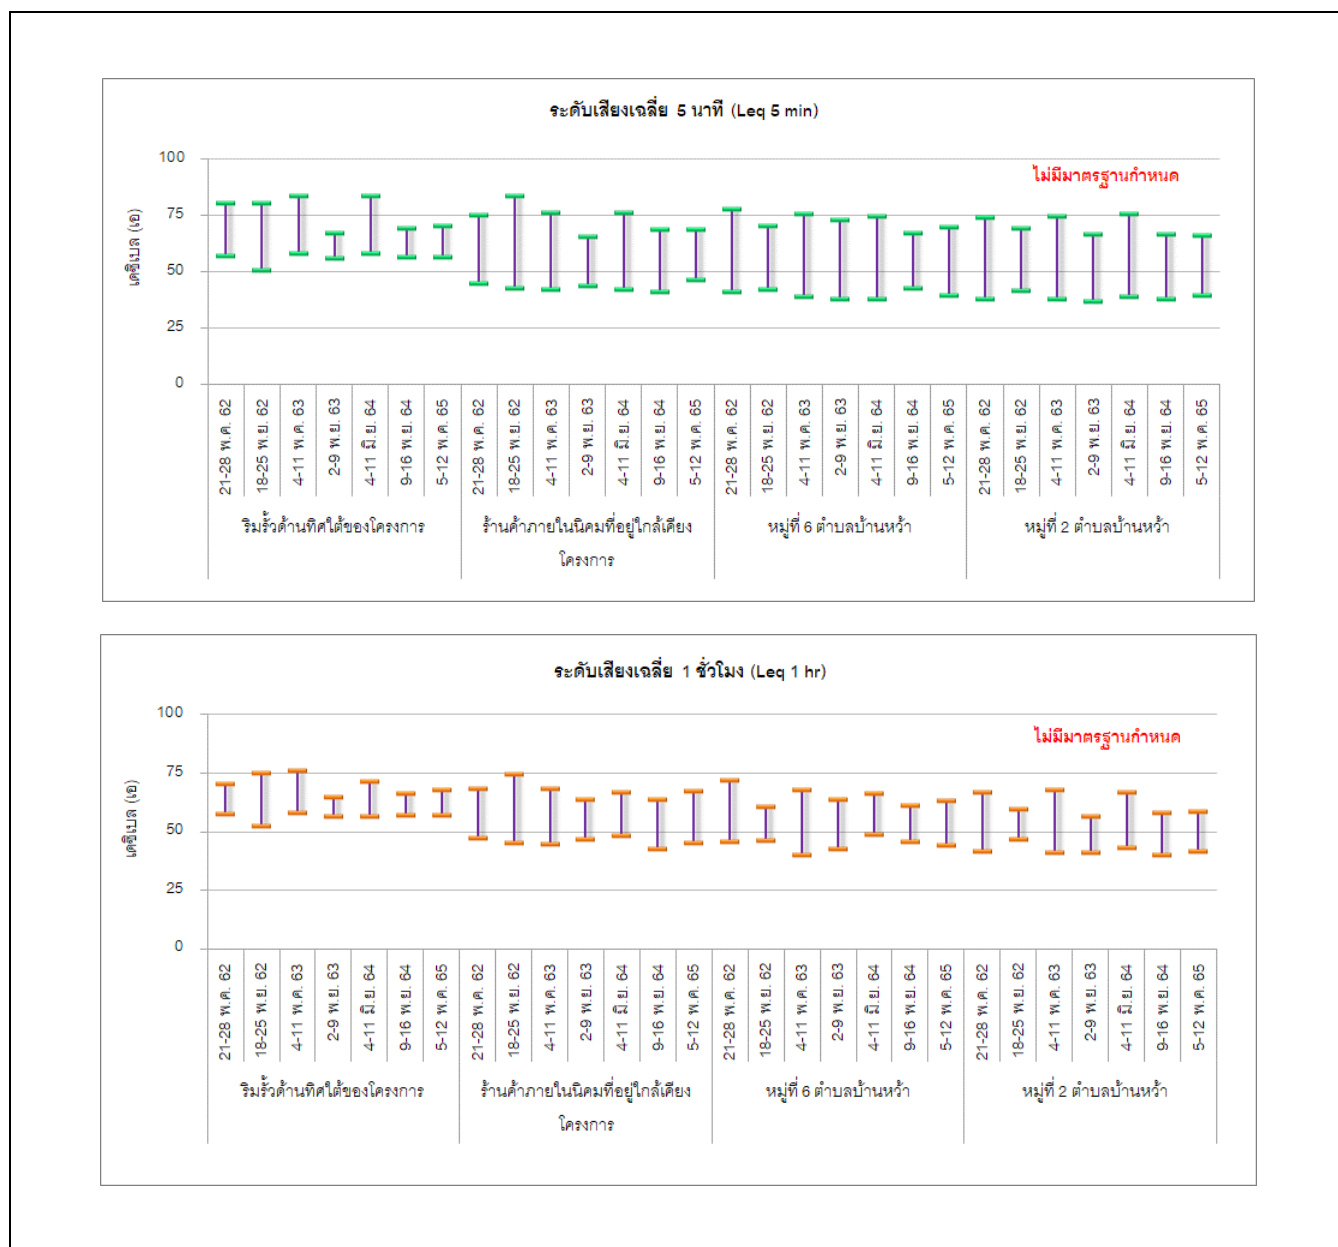 ระดับเสียงเฉลี่ย 5 นาที (Leq 5 min)
ไม่มีมาตรฐานกำหนด
เดซิเบล (เอ)
100
75
50
25
0
21-28 พ.ค. 62
18-25 พ.ย. 62
4-11 พ.ค. 63
2-9 พ.ย. 63
4-11 มิ.ย. 64
9-16 พ.ย. 64
5-12 พ.ค. 65
21-28 พ.ค. 62
18-25 พ.ย. 62
4-11 พ.ค. 63
2-9 พ.ย. 63
4-11 มิ.ย. 64
9-16 พ.ย. 64
5-12 พ.ค. 65
21-28 พ.ค. 62
18-25 พ.ย. 62
4-11 พ.ค. 63
2-9 พ.ย. 63
4-11 มิ.ย. 64
9-16 พ.ย. 64
5-12 พ.ค. 65
21-28 พ.ค. 62
18-25 พ.ย. 62
4-11 พ.ค. 63
2-9 พ.ย. 63
4-11 มิ.ย. 64
9-16 พ.ย. 64
5-12 พ.ค. 65
ริมรั้วด้านทิศใต้ของโครงการ
ร้านค้าภายในนิคมที่อยู่ใกล้เคียง
โครงการ
หมู่ที่ 6 ตำบลบ้านหว้า
หมู่ที่ 2 ตำบลบ้านหว้า
ระดับเสียงเฉลี่ย 1 ชั่วโมง (Leq 1 hr)
ไม่มีมาตรฐานกำหนด
เดซิเบล (เอ)
100
75
50
25
0
21-28 พ.ค. 62
18-25 พ.ย. 62
4-11 พ.ค. 63
2-9 พ.ย. 63
4-11 มิ.ย. 64
9-16 พ.ย. 64
5-12 พ.ค. 65
21-28 พ.ค. 62
18-25 พ.ย. 62
4-11 พ.ค. 63
2-9 พ.ย. 63
4-11 มิ.ย. 64
9-16 พ.ย. 64
5-12 พ.ค. 65
21-28 พ.ค. 62
18-25 พ.ย. 62
4-11 พ.ค. 63
2-9 พ.ย. 63
4-11 มิ.ย. 64
9-16 พ.ย. 64
5-12 พ.ค. 65
21-28 พ.ค. 62
18-25 พ.ย. 62
4-11 พ.ค. 63
2-9 พ.ย. 63
4-11 มิ.ย. 64
9-16 พ.ย. 64
5-12 พ.ค. 65
ริมรั้วด้านทิศใต้ของโครงการ
ร้านค้าภายในนิคมที่อยู่ใกล้เคียง
โครงการ
หมู่ที่ 6 ตำบลบ้านหว้า
หมู่ที่ 2 ตำบลบ้านหว้า